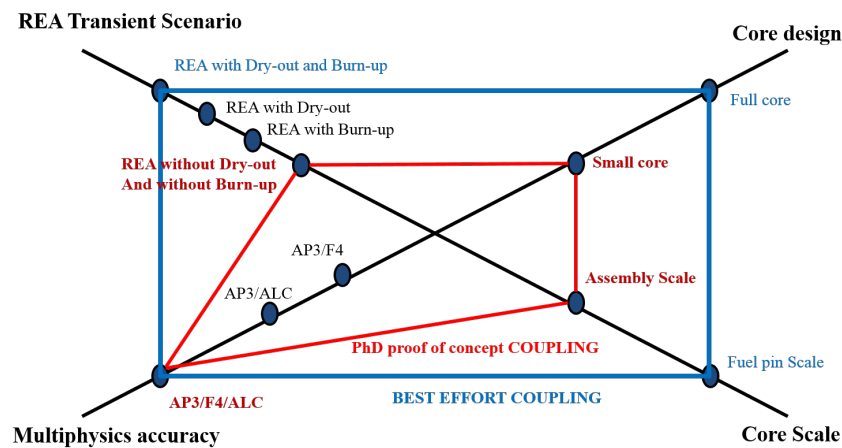 REA Transient Scenario
Core design
REA with Dry-out and Burn-up
Full core
REA with Dry-out
REA with Burn-up
REA without Dry-out
And without Burn-up
Small core
AP3/F4
AP3/ALC
Assembly Scale
PhD proof of concept COUPLING
Fuel pin Scale
AP3/F4/ALC
BEST EFFORT COUPLING
Multiphysics accuracy
Core Scale